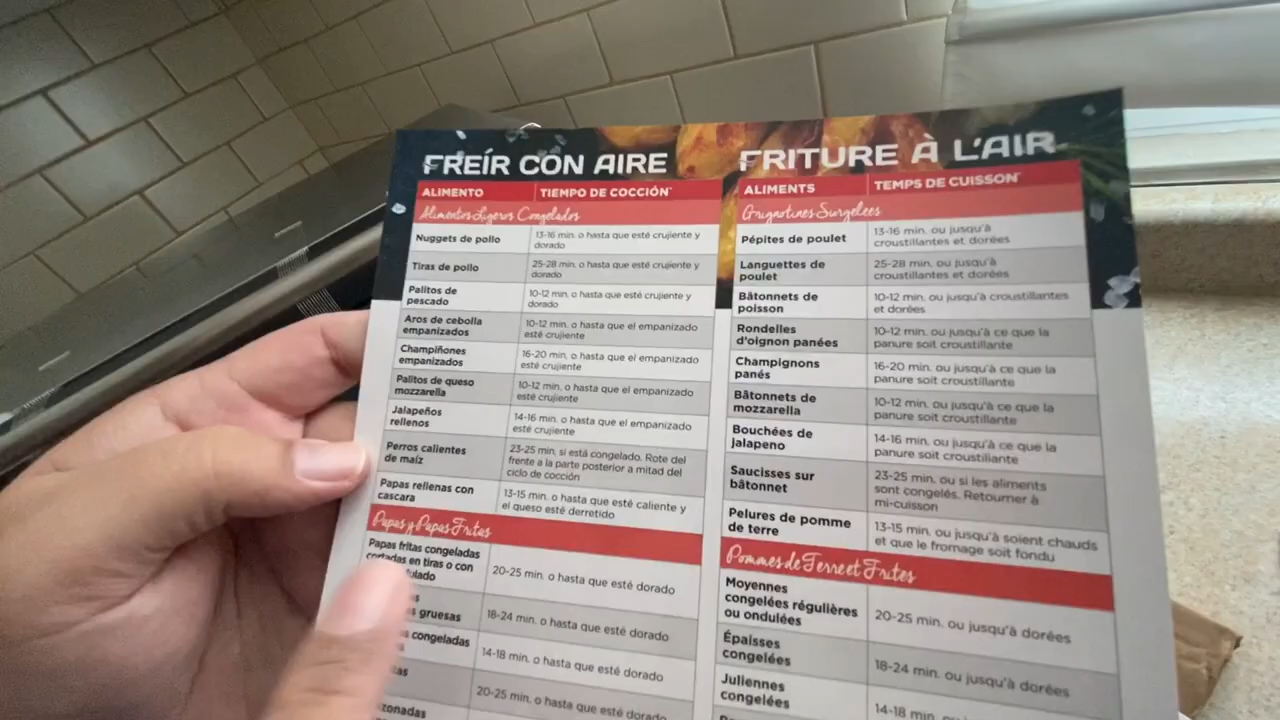 FREÍR CON AIRE
ALIMENTO
TIEMPO DE COCCIÓN*
Alimentos Ligeros Congelados
Nuggets de pollo
13-16 min. o hasta que esté crujiente y
dorado
Tiras de pollo
25-28 min. o hasta que esté crujiente y
dorado
Palitos de
pescado
10-12 min. o hasta que esté crujiente y
dorado
Aros de cebolla
empanizados
10-12 min. o hasta que el empanizado
esté crujiente
Champiñones
empanizados
16-20 min. o hasta que el empanizado
esté crujiente
Palitos de queso
mozzarella
10-12 min. o hasta que el empanizado
esté crujiente
Jalapeños
rellenos
14-16 min. o hasta que el empanizado
esté crujiente
Perros calientes
de maíz
23-25 min. si está congelado. Rote del
frente a la parte posterior a mitad del
ciclo de cocción
Papas rellenas con
cascara
13-15 min. o hasta que esté caliente y
el queso esté derretido
Papas y Papas Fritas
Papas fritas congeladas
cortadas en tiras o con
20-25 min. o hasta que esté dorado
gruesas
18-24 min. o hasta que esté dorado
congeladas
14-18 min. o hasta que esté dorado
20-25 min. o hasta que esté dorado
FRITURE À L'AIR
ALIMENTS
TEMPS DE CUISSON*
Grignotines Surgelées
Pépites de poulet
13-16 min. ou jusqu'à
croustillantes et dorées
Languettes de
poulet
25-28 min. ou jusqu'à
croustillantes et dorées
Bâtonnets de
poisson
10-12 min. ou jusqu'à croustillantes
et dorées
Rondelles
d'oignon panées
10-12 min. ou jusqu'à ce que la
panure soit croustillante
Champignons
panés
16-20 min. ou jusqu'à ce que la
panure soit croustillante
Bâtonnets de
mozzarella
10-12 min. ou jusqu'à ce que la
panure soit croustillante
Bouchées de
jalapeno
14-16 min. ou jusqu'à ce que la
panure soit croustillante
Saucisses sur
bâtonnet
23-25 min. ou si les aliments
sont congelés. Retourner à
mi-cuisson
Pelures de pomme
de terre
13-15 min. ou jusqu'à soient chauds
et que le fromage soit fondu
Pommes de Terre et Frites
Moyennes
congelées régulières
ou ondulées
20-25 min. ou jusqu'à dorées
Épaisses
congelées
18-24 min. ou jusqu'à dorées
Juliennes
congelées
14-18 min. ou jusqu'à dorées